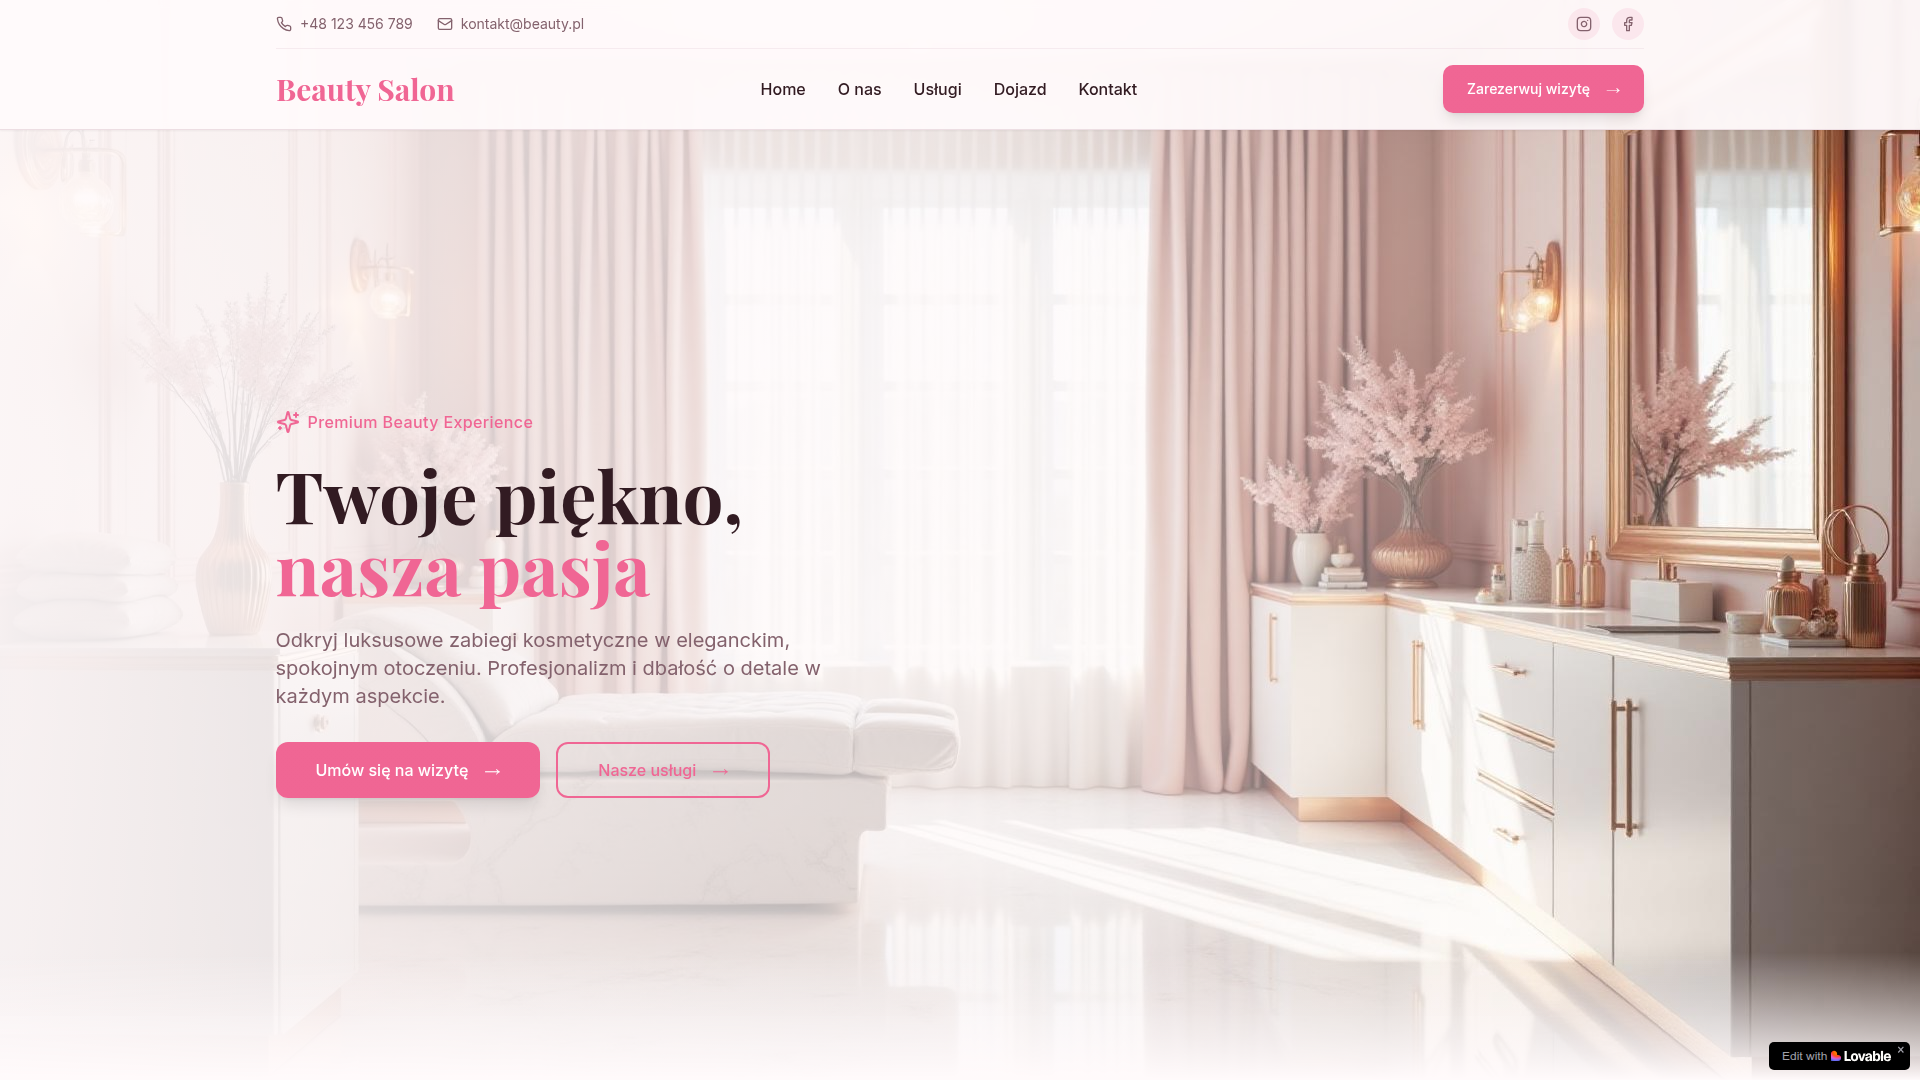 +48 123 456 789
kontakt@beauty.pl
Beauty Salon
Home
O nas
Usługi
Dojazd
Kontakt
Zarezerwuj wizytę →
Premium Beauty Experience
Twoje piękno,
nasza pasja
Odkryj luksusowe zabiegi kosmetyczne w eleganckim,
spokojnym otoczeniu. Profesjonalizm i dbałość o detale w
każdym aspekcie.
Umów się na wizytę →
Nasze usługi →
Edit with Lovable ×